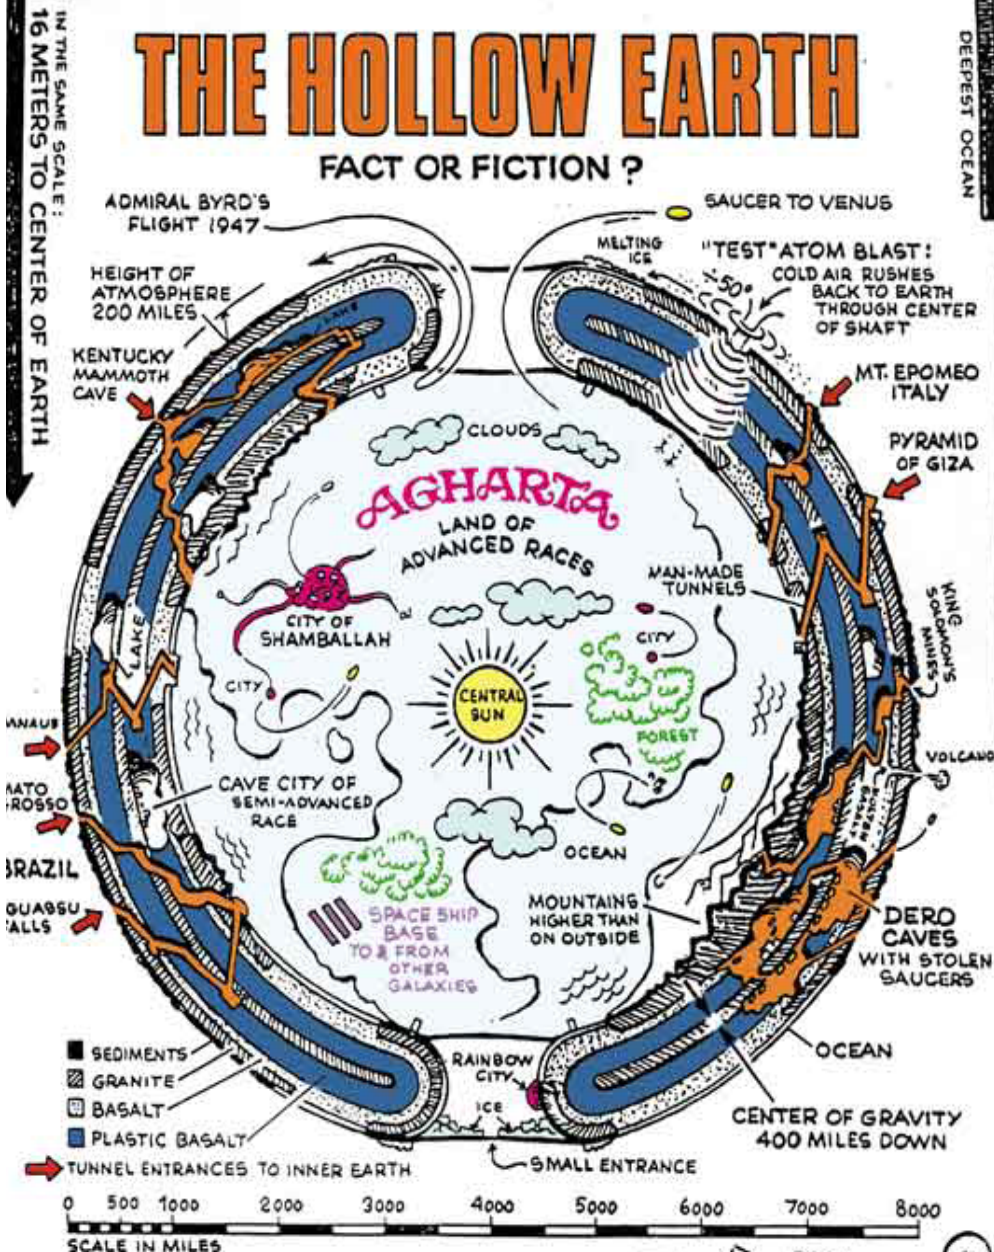 THE HOLLOW EARTH
FACT OR FICTION?
IN THE SAME SCALE:
16 METERS TO CENTER OF EARTH
DEEPEST OCEAN
ADMIRAL BYRD'S
FLIGHT 1947
SAUCER TO VENUS
MELTING
ICE
"TEST" ATOM BLAST:
COLD AIR RUSHES
BACK TO EARTH
THROUGH CENTER
OF SHAFT
÷50°
HEIGHT OF
ATMOSPHERE
200 MILES
LAKE
KENTUCKY
MAMMOTH
CAVE
MT. EPOMEO
ITALY
PYRAMID
OF GIZA
CLOUDS
AGHARTA
LAND OF
ADVANCED RACES
MAN-MADE
TUNNELS
KING
SOLOMON'S
MINES
CITY OF
SHAMBALLAH
LAKE
CITY
CITY
CENTRAL
SUN
FOREST
MATO
ROSSO
VOLCANO
CAVE CITY OF
SEMI-ADVANCED
RACE
MOLTEN
BASALT
OCEAN
BRAZIL
GUASSU
FALLS
SPACE SHIP
BASE
TO & FROM
OTHER
GALAXIES
MOUNTAINS
HIGHER THAN
ON OUTSIDE
DERO
CAVES
WITH STOLEN
SAUCERS
SEDIMENTS
GRANITE
BASALT
PLASTIC BASALT
TUNNEL ENTRANCES TO INNER EARTH
RAINBOW
CITY
ICE
SMALL ENTRANCE
OCEAN
CENTER OF GRAVITY
400 MILES DOWN
0 500 1000 2000 3000 4000 5000 6000 7000 8000
SCALE IN MILES